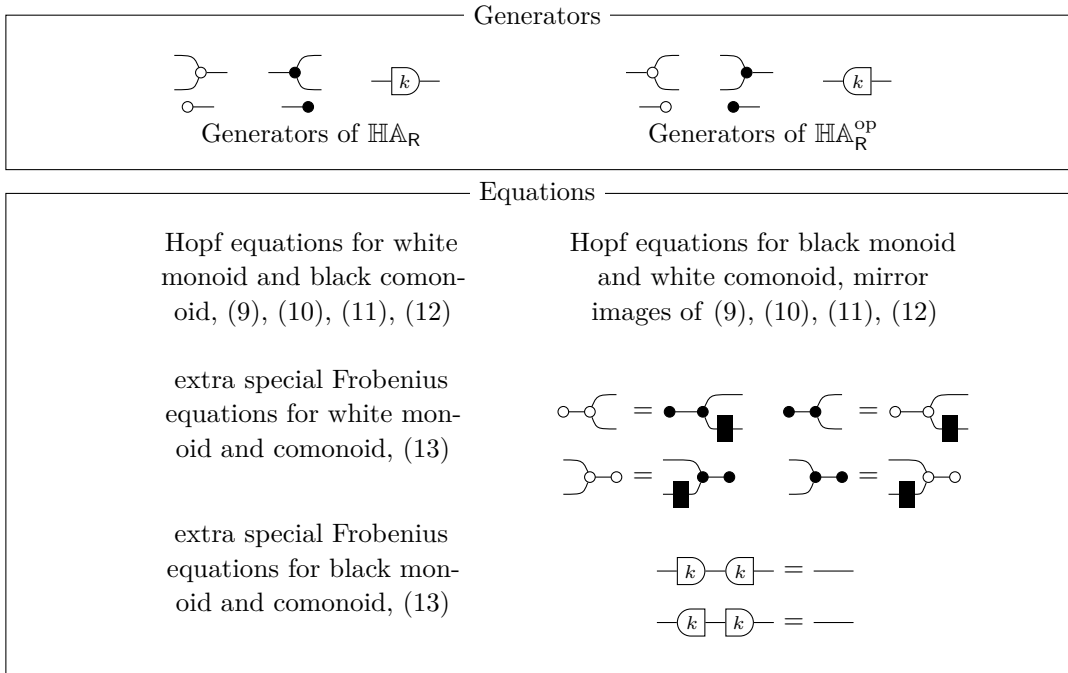 Generators
k
k
Generators of ℍ𝔸_R
Generators of ℍ𝔸_R^op
Equations
Hopf equations for white
monoid and black comon-
oid, (9), (10), (11), (12)
Hopf equations for black monoid
and white comonoid, mirror
images of (9), (10), (11), (12)
extra special Frobenius
equations for white mon-
oid and comonoid, (13)
= =
= =
extra special Frobenius
equations for black mon-
oid and comonoid, (13)
k k =
k k =